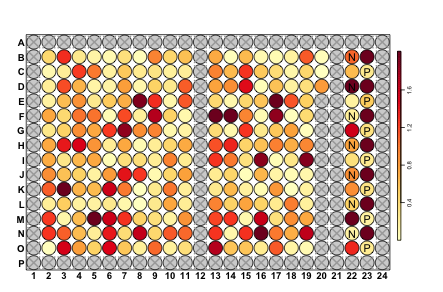 A
B N
C P
D N
E P
F N
G P
H N
I P
J N
K P
L N
M P
N N
O P
P
1 2 3 4 5 6 7 8 9 10 11 12 13 14 15 16 17 18 19 20 21 22 23 24
1.6
1.2
0.8
0.4